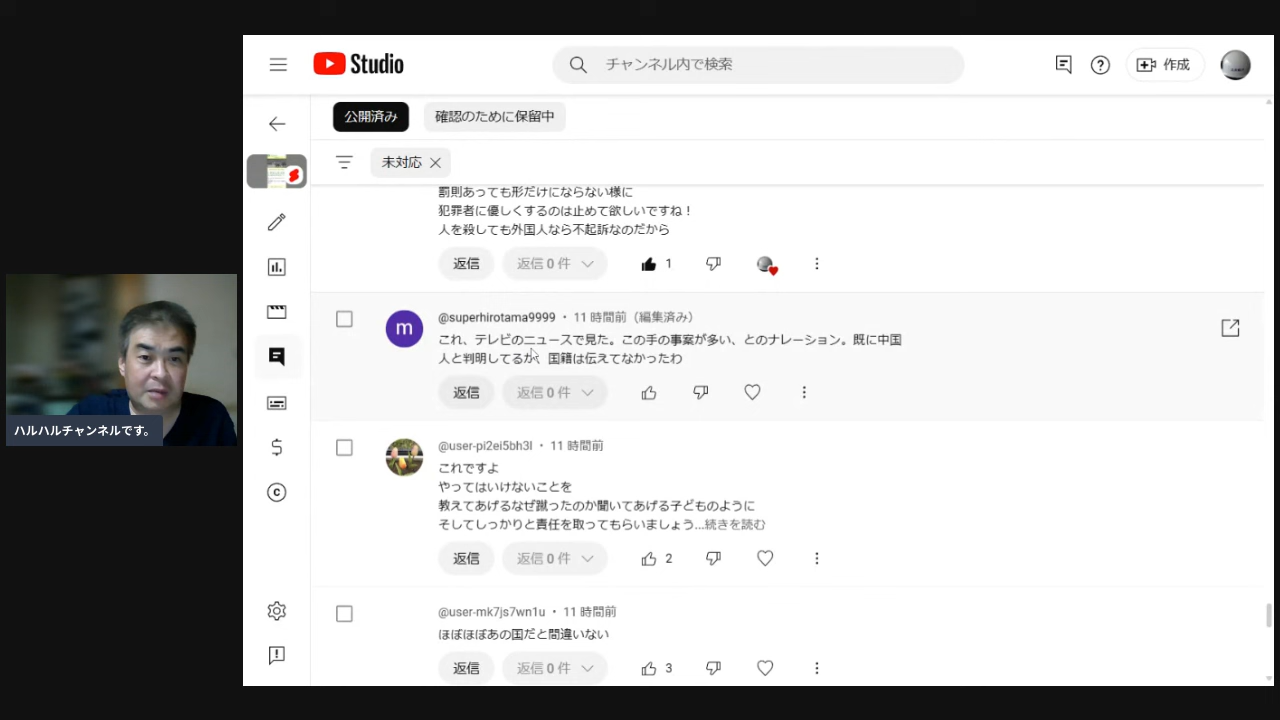 Studio
チャンネル内で検索
作成
公開済み
確認のために保留中
未対応
罰則あっても形だけにならない様に
犯罪者に優しくするのは止めて欲しいですね！
人を殺しても外国人なら不起訴なのだから
返信
返信 0 件
1
m
@superhirotama9999 ・ 11 時間前（編集済み）
これ、テレビのニュースで見た。この手の事案が多い、とのナレーション。既に中国
人と判明してるが、国籍は伝えてなかったわ
返信
返信 0 件
@user-pi2ei5bh3l ・ 11 時間前
これですよ
やってはいけないことを
教えてあげるなぜ蹴ったのか聞いてあげる子どものように
そしてしっかりと責任を取ってもらいましょう...続きを読む
返信
返信 0 件
2
@user-mk7js7wn1u ・ 11 時間前
ほぼほぼあの国だと間違いない
返信
返信 0 件
3
ハルハルチャンネルです。